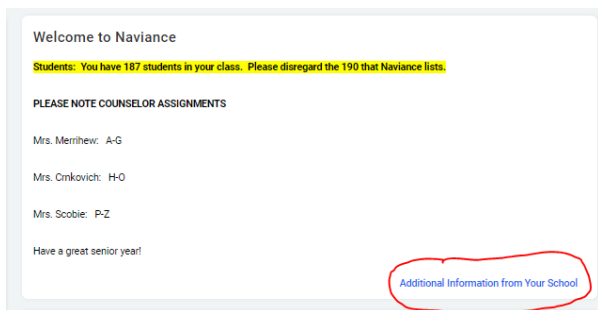 Welcome to Naviance
Students: You have 187 students in your class. Please disregard the 190 that Naviance lists.
PLEASE NOTE COUNSELOR ASSIGNMENTS
Mrs. Merrihew: A-G
Mrs. Crnkovich: H-O
Mrs. Scobie: P-Z
Have a great senior year!
Additional Information from Your School